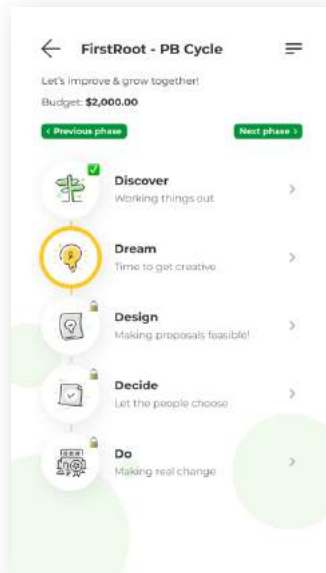 FirstRoot - PB Cycle
Let's improve & grow together!
Budget: $2,000.00
< Previous phase
Next phase >
Discover
Working things out
Dream
Time to get creative
Design
Making proposals feasible!
Decide
Let the people choose
Do
Making real change